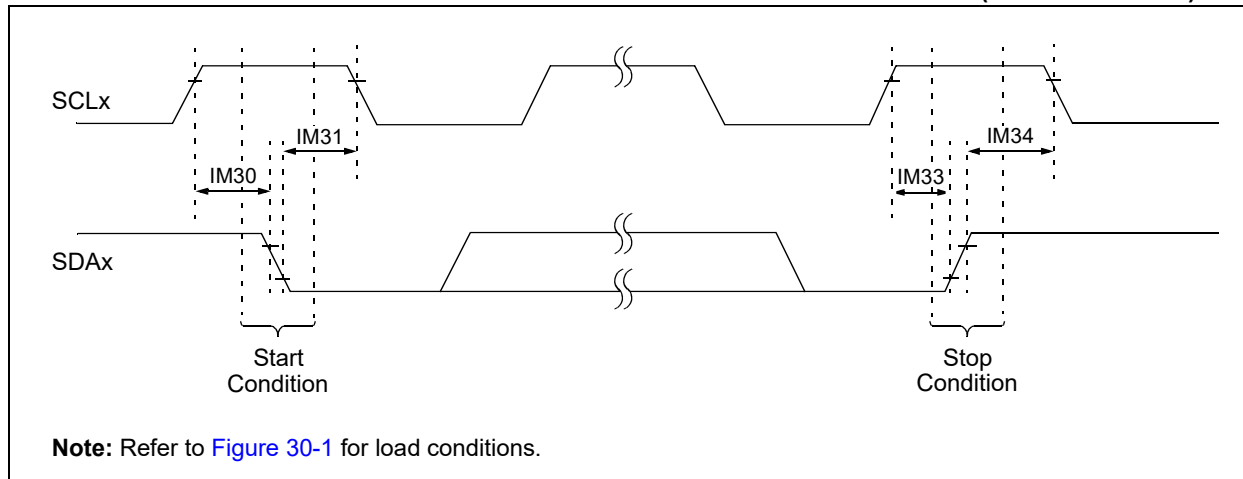 SCLx
IM31
IM34
IM30
IM33
SDAx
Start
Condition
Stop
Condition
Note: Refer to Figure 30-1 for load conditions.